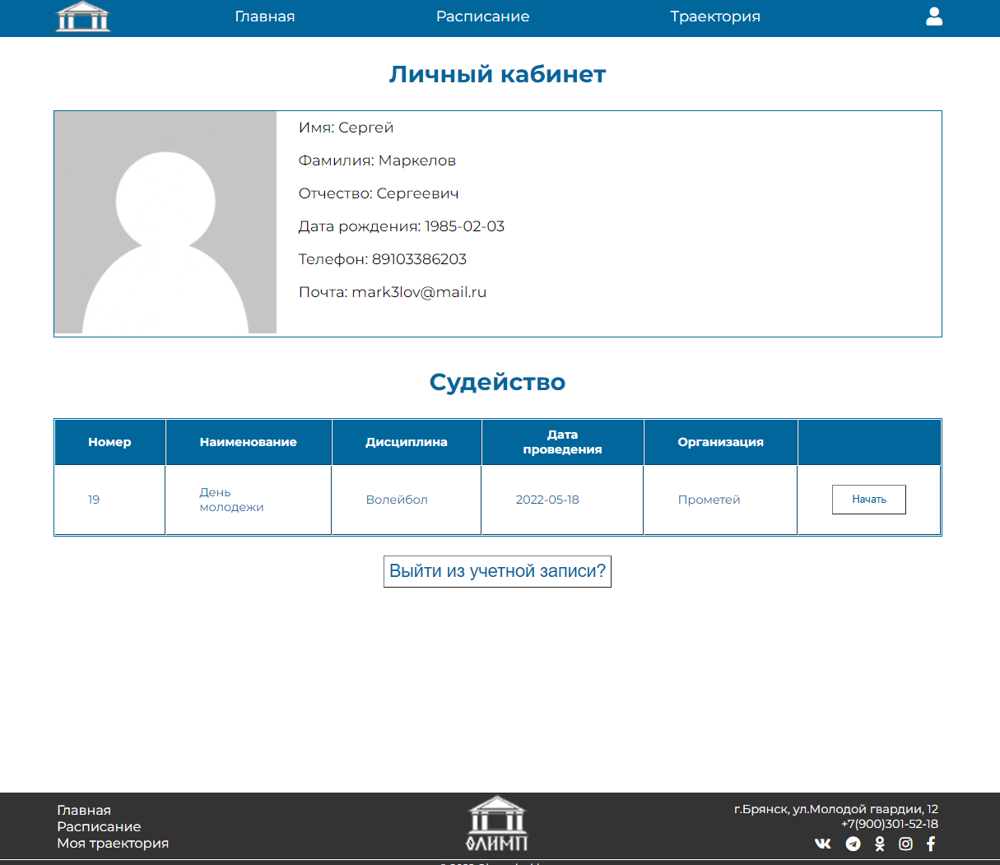 Главная
Расписание
Траектория
Личный кабинет
Имя: Сергей
Фамилия: Маркелов
Отчество: Сергеевич
Дата рождения: 1985-02-03
Телефон: 89103386203
Почта: mark3lov@mail.ru
Судейство
Номер
Наименование
Дисциплина
Дата
проведения
Организация
19
День
молодежи
Волейбол
2022-05-18
Прометей
Начать
Выйти из учетной записи?
Главная
Расписание
Моя траектория
ОЛИМП
г.Брянск, ул.Молодой гвардии, 12
+7(900)301-52-18